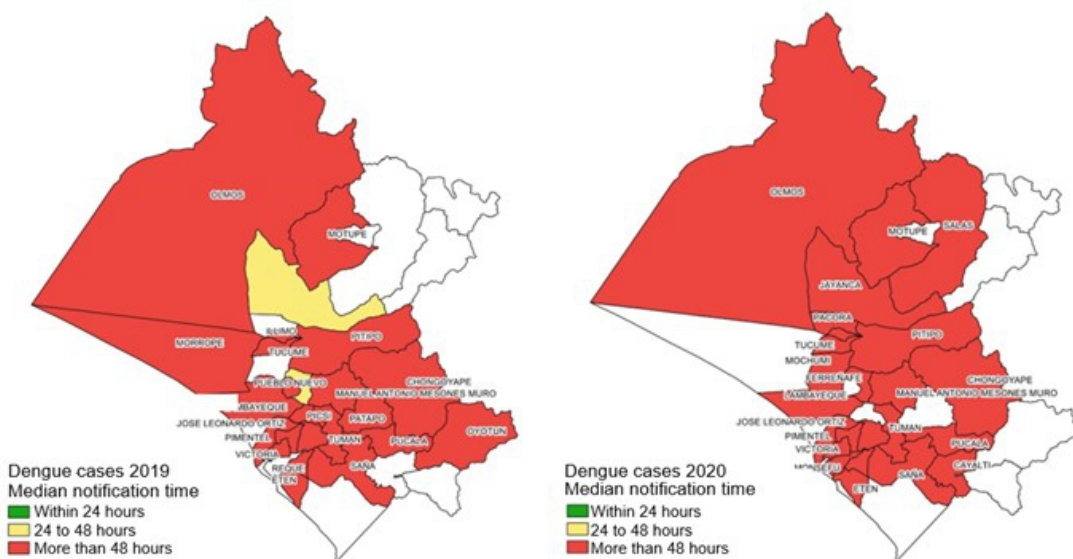 OLMOS
MOTUPE
ILLIMO
PITIPO
MORROPE
TUCUME
PUEBLO NUEVO
CHONGOYAPE
MANUEL ANTONIO MESONES MURO
MBAYEQUE
PICSI
PATAPO
JOSE LEONARDO ORTIZ
OYOTUN
PIMENTEL
TUMAN
PUCALA
VICTORIA
REQUE
SAÑA
ETEN
Dengue cases 2019
Median notification time
Within 24 hours
24 to 48 hours
More than 48 hours
OLMOS
SALAS
MOTUPE
JAYANCA
PACORA
PITIPO
TUCUME
MOCHUMI
FERREÑAFE
CHONGOYAPE
LAMBAYEQUE
MANUEL ANTONIO MESONES MURO
JOSE LEONARDO ORTIZ
TUMAN
PIMENTEL
PUCALA
VICTORIA
MONSEFU
CAYALTI
SAÑA
ETEN
Dengue cases 2020
Median notification time
Within 24 hours
24 to 48 hours
More than 48 hours